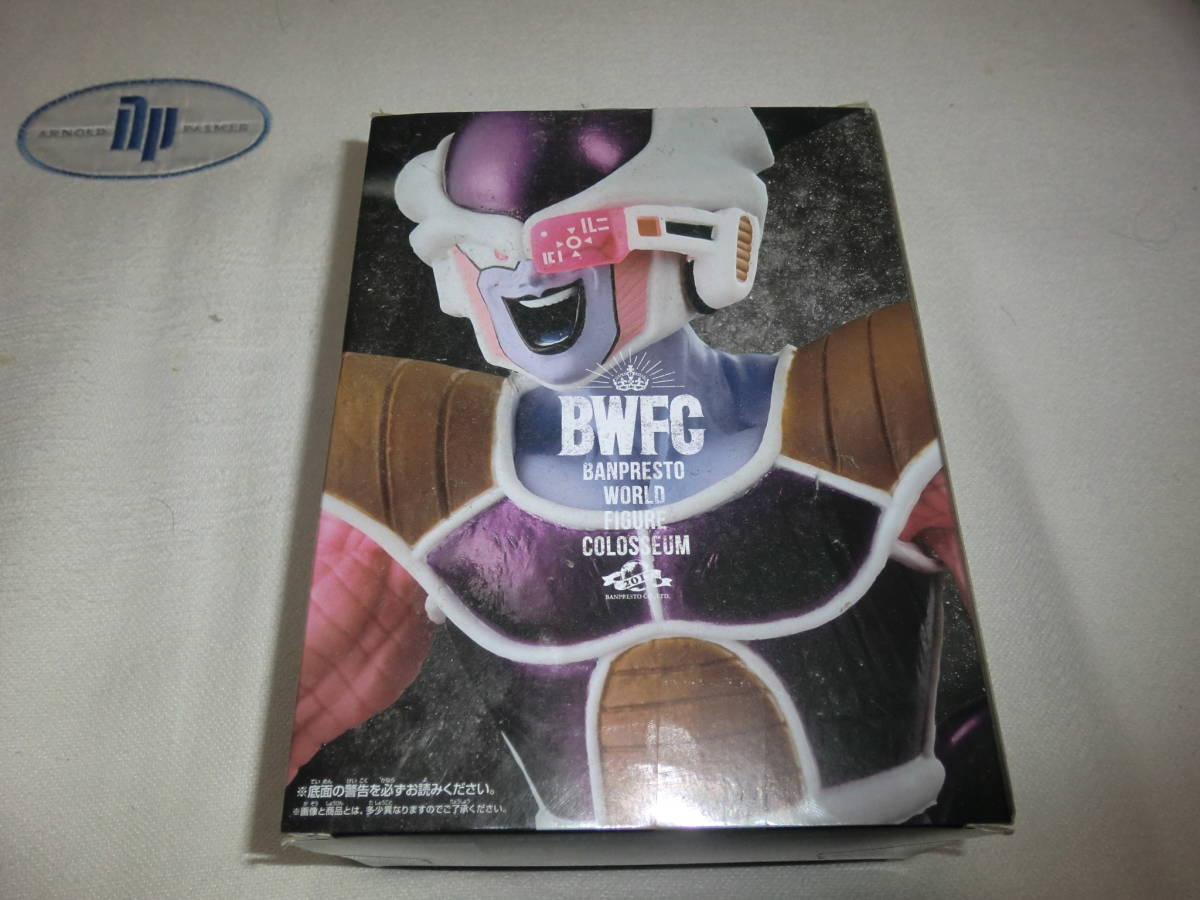 ARNOLD PALMER
BWFC
BANPRESTO
WORLD
FIGURE
COLOSSEUM
BANPRESTO CO., LTD.
※底面の警告を必ずお読みください。
※画像と商品とは、多少異なりますのでご了承ください。